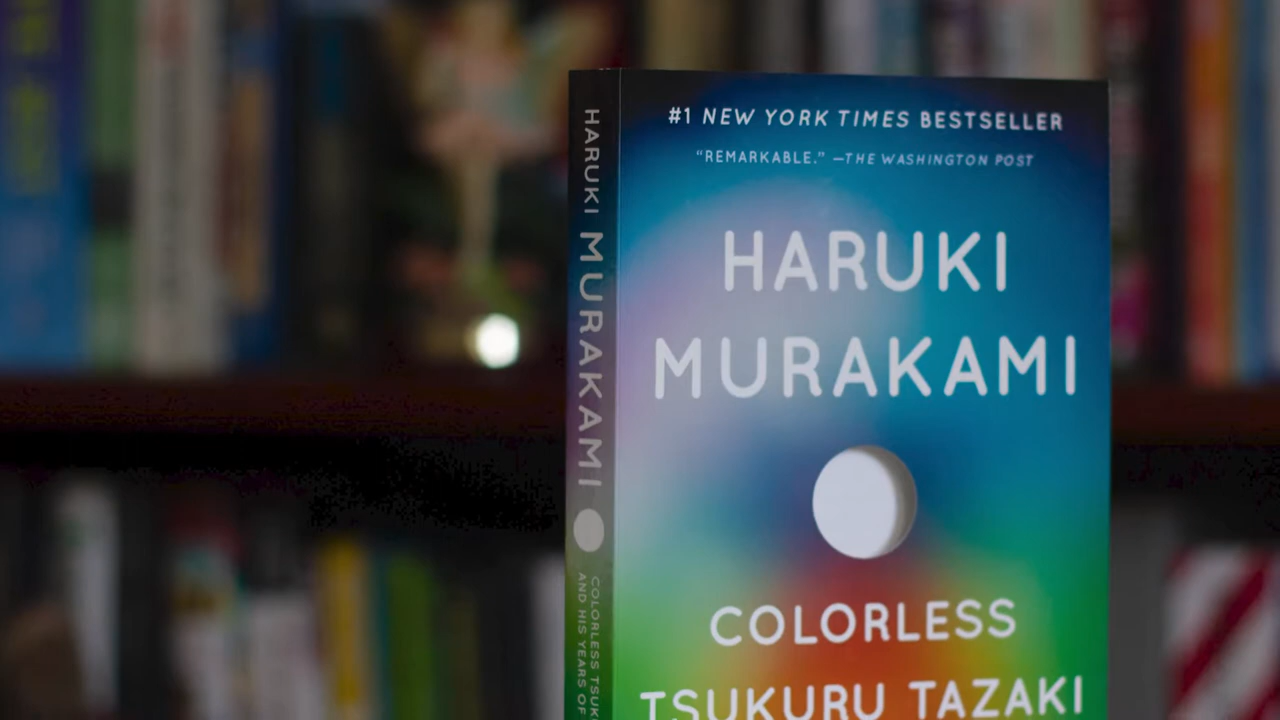 #1 NEW YORK TIMES BESTSELLER
"REMARKABLE." —THE WASHINGTON POST
HARUKI
MURAKAMI
COLORLESS
TSUKURU TAZAKI
HARUKI MURAKAMI
COLORLESS
AND HIS YEARS OF